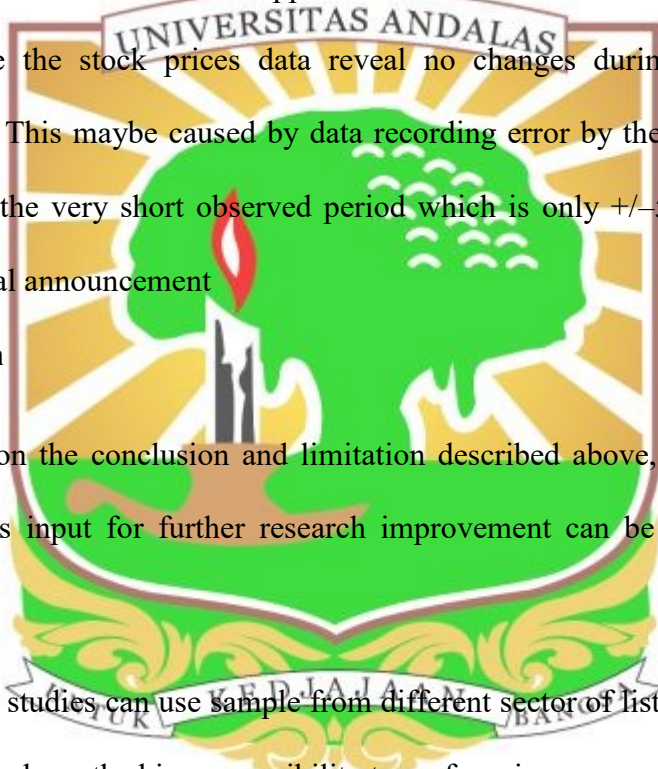 UNIVERSITAS ANDALAS
the stock prices data reveal no changes durin
This maybe caused by data recording error by the
the very short observed period which is only +/–
al announcement
n
on the conclusion and limitation described above,
s input for further research improvement can be
studies can use sample from different sector of list
UNTUK KEDJAJAAN BANGSA